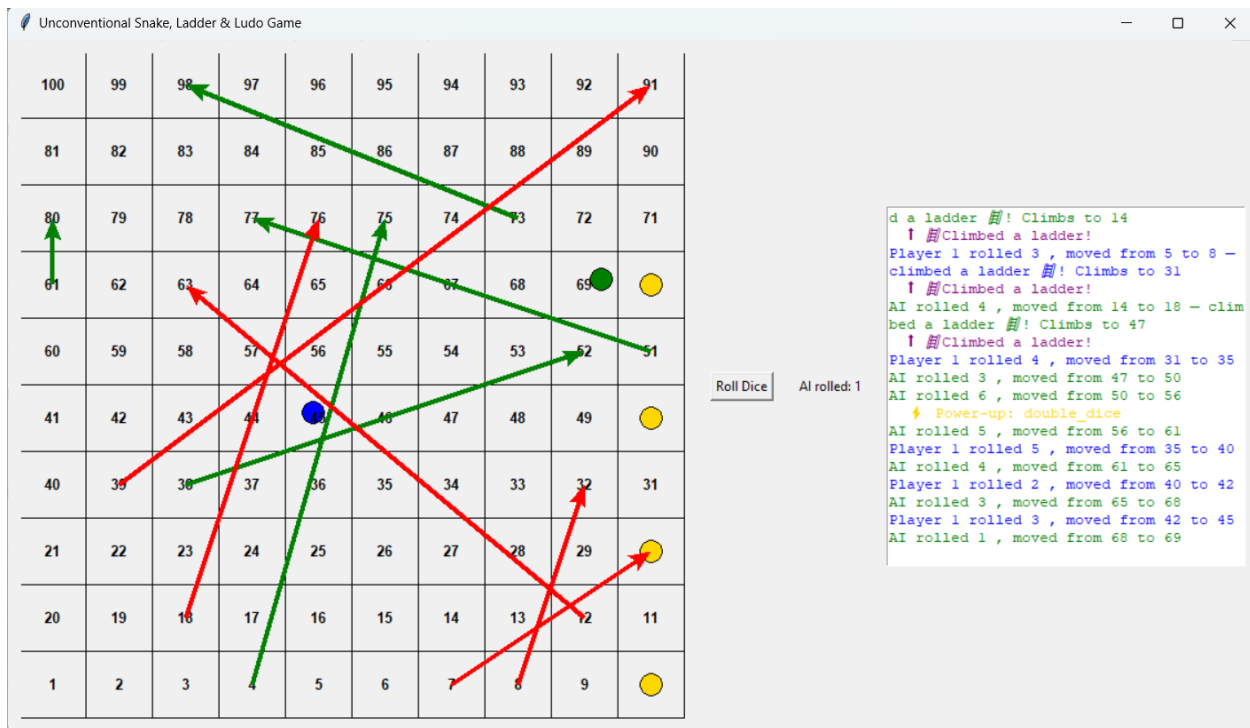 Unconventional Snake, Ladder & Ludo Game
100 99 98 97 96 95 94 93 92 91
81 82 83 84 85 86 87 88 89 90
80 79 78 77 76 75 74 73 72 71
61 62 63 64 65 66 67 68 69
60 59 58 57 56 55 54 53 52 51
41 42 43 44 45 46 47 48 49
40 39 38 37 36 35 34 33 32 31
21 22 23 24 25 26 27 28 29
20 19 18 17 16 15 14 13 12 11
1 2 3 4 5 6 7 8 9
Roll Dice
AI rolled: 1
d a ladder 🪜! Climbs to 14
⬆ 🪜Climbed a ladder!
Player 1 rolled 3 , moved from 5 to 8 —
climbed a ladder 🪜! Climbs to 31
⬆ 🪜Climbed a ladder!
AI rolled 4 , moved from 14 to 18 — clim
bed a ladder 🪜! Climbs to 47
⬆ 🪜Climbed a ladder!
Player 1 rolled 4 , moved from 31 to 35
AI rolled 3 , moved from 47 to 50
AI rolled 6 , moved from 50 to 56
⚡ Power-up: double_dice
AI rolled 5 , moved from 56 to 61
Player 1 rolled 5 , moved from 35 to 40
AI rolled 4 , moved from 61 to 65
Player 1 rolled 2 , moved from 40 to 42
AI rolled 3 , moved from 65 to 68
Player 1 rolled 3 , moved from 42 to 45
AI rolled 1 , moved from 68 to 69